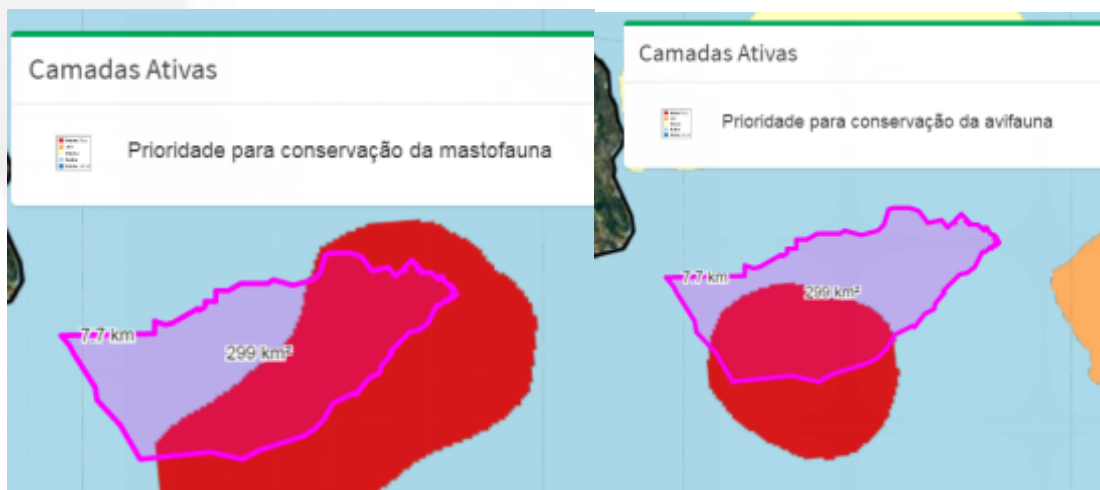 Camadas Ativas
Prioridade para conservação da mastofauna
7.7 km
299 km²
Camadas Ativas
Prioridade para conservação da avifauna
7.7 km
299 km²